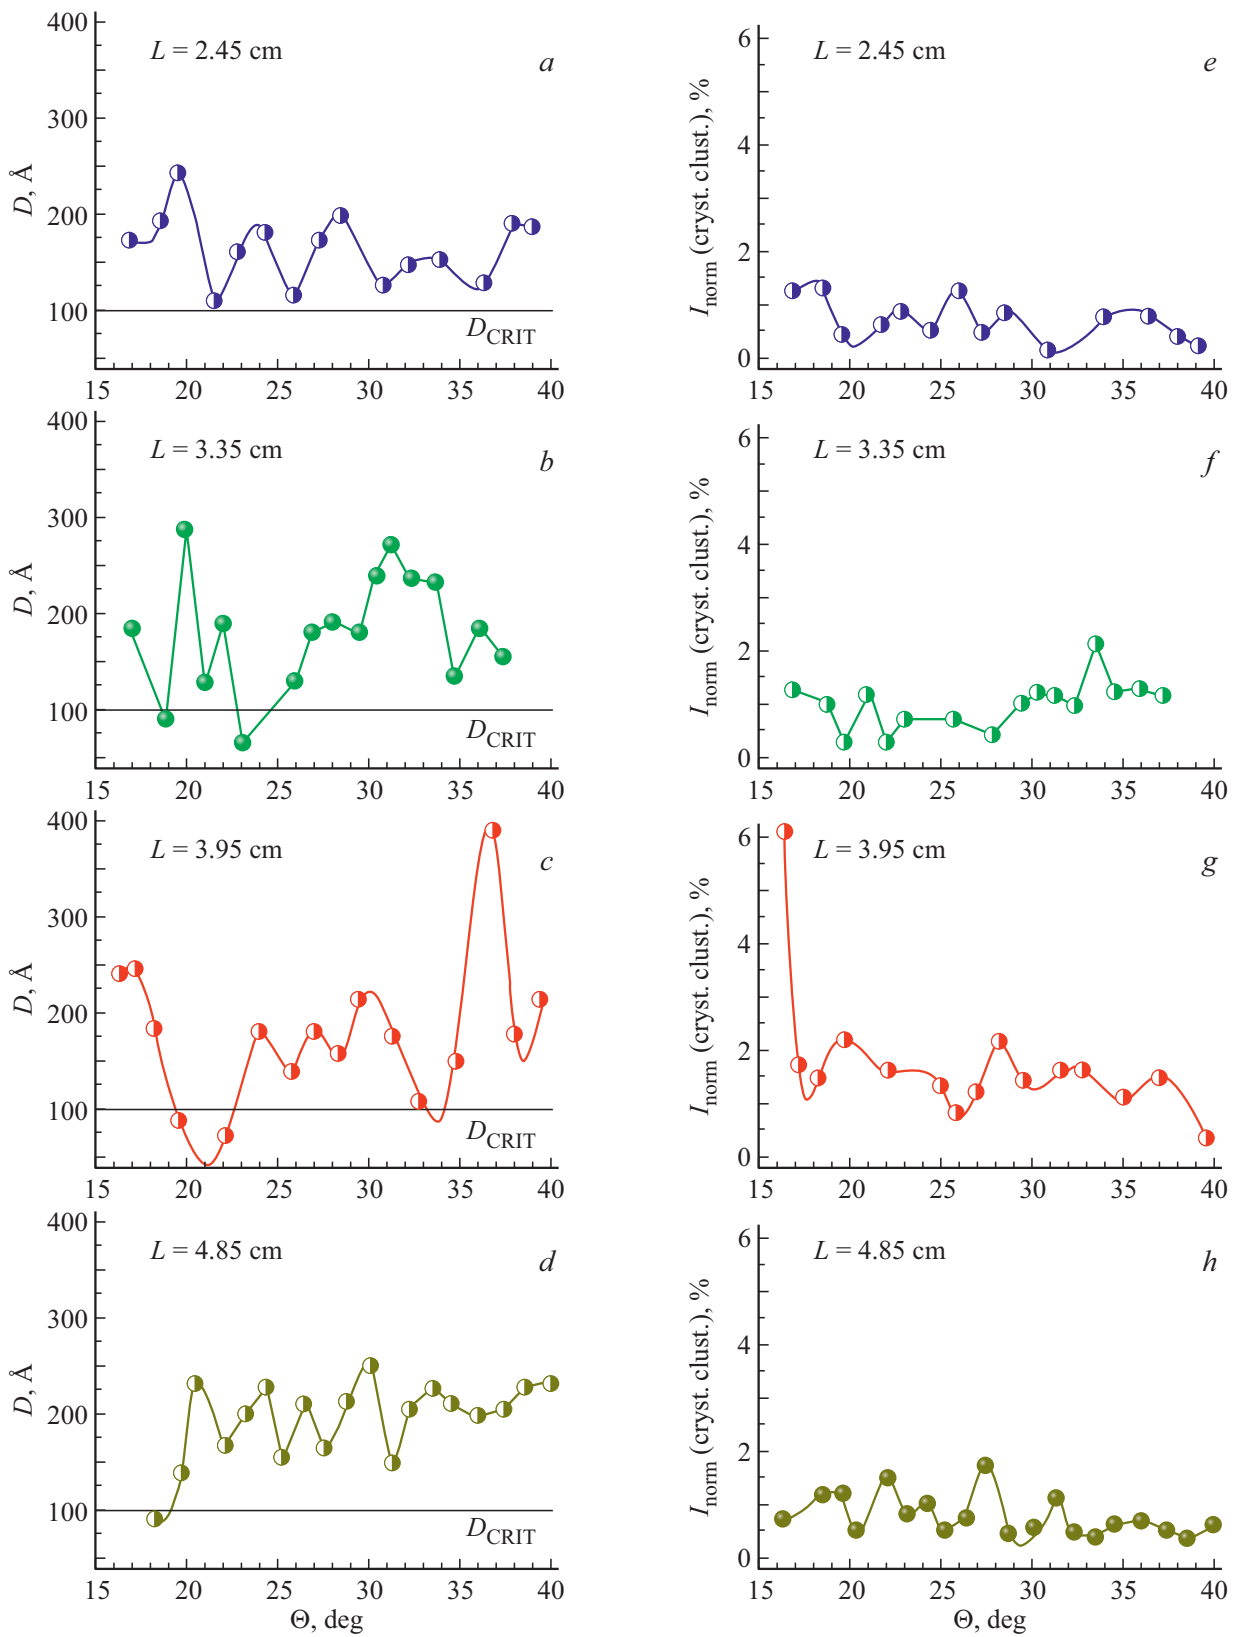 400
L = 2.45 cm
a
300
D, Å
200
100
D_CRIT
15 20 25 30 35 40
6
L = 2.45 cm
e
I_norm (cryst. clust.), %
4
2
0
15 20 25 30 35 40
400
L = 3.35 cm
b
300
D, Å
200
100
D_CRIT
15 20 25 30 35 40
6
L = 3.35 cm
f
I_norm (cryst. clust.), %
4
2
0
15 20 25 30 35 40
400
L = 3.95 cm
c
300
D, Å
200
100
D_CRIT
15 20 25 30 35 40
6
L = 3.95 cm
g
I_norm (cryst. clust.), %
4
2
0
15 20 25 30 35 40
400
L = 4.85 cm
d
300
D, Å
200
100
D_CRIT
15 20 25 30 35 40
Θ, deg
6
L = 4.85 cm
h
I_norm (cryst. clust.), %
4
2
0
15 20 25 30 35 40
Θ, deg